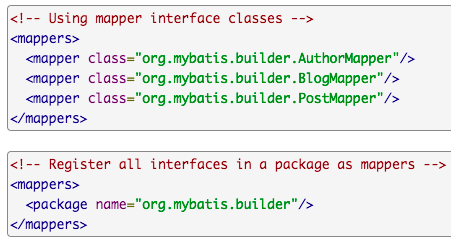 <!-- Using mapper interface classes -->
<mappers>
  <mapper class="org.mybatis.builder.AuthorMapper"/>
  <mapper class="org.mybatis.builder.BlogMapper"/>
  <mapper class="org.mybatis.builder.PostMapper"/>
</mappers>
<!-- Register all interfaces in a package as mappers -->
<mappers>
  <package name="org.mybatis.builder"/>
</mappers>